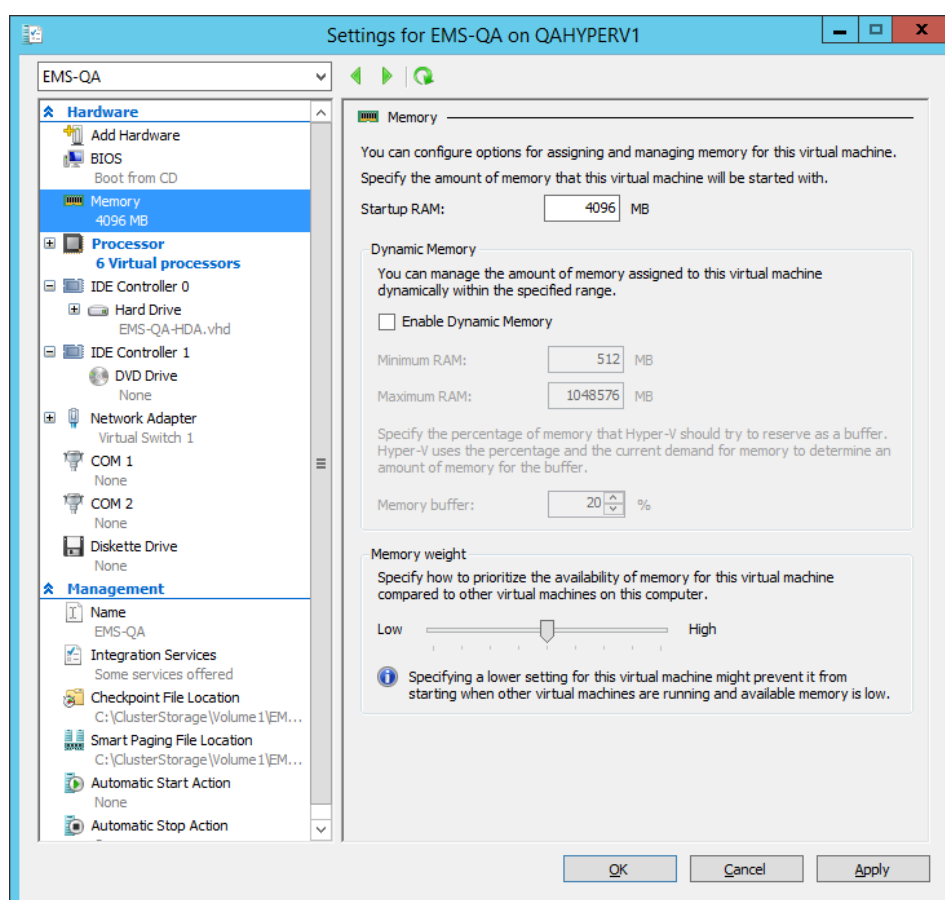 Settings for EMS-QA on QAHYPERV1
EMS-QA
Hardware
Add Hardware
BIOS
Boot from CD
Memory
4096 MB
Processor
6 Virtual processors
IDE Controller 0
Hard Drive
EMS-QA-HDA.vhd
IDE Controller 1
DVD Drive
None
Network Adapter
Virtual Switch 1
COM 1
None
COM 2
None
Diskette Drive
None
Management
Name
EMS-QA
Integration Services
Some services offered
Checkpoint File Location
C:\ClusterStorage\Volume1\EM...
Smart Paging File Location
C:\ClusterStorage\Volume1\EM...
Automatic Start Action
None
Automatic Stop Action
Memory
You can configure options for assigning and managing memory for this virtual machine.
Specify the amount of memory that this virtual machine will be started with.
Startup RAM: 4096 MB
Dynamic Memory
You can manage the amount of memory assigned to this virtual machine
dynamically within the specified range.
Enable Dynamic Memory
Minimum RAM: 512 MB
Maximum RAM: 1048576 MB
Specify the percentage of memory that Hyper-V should try to reserve as a buffer.
Hyper-V uses the percentage and the current demand for memory to determine an
amount of memory for the buffer.
Memory buffer: 20 %
Memory weight
Specify how to prioritize the availability of memory for this virtual machine
compared to other virtual machines on this computer.
Low High
Specifying a lower setting for this virtual machine might prevent it from
starting when other virtual machines are running and available memory is low.
OK Cancel Apply